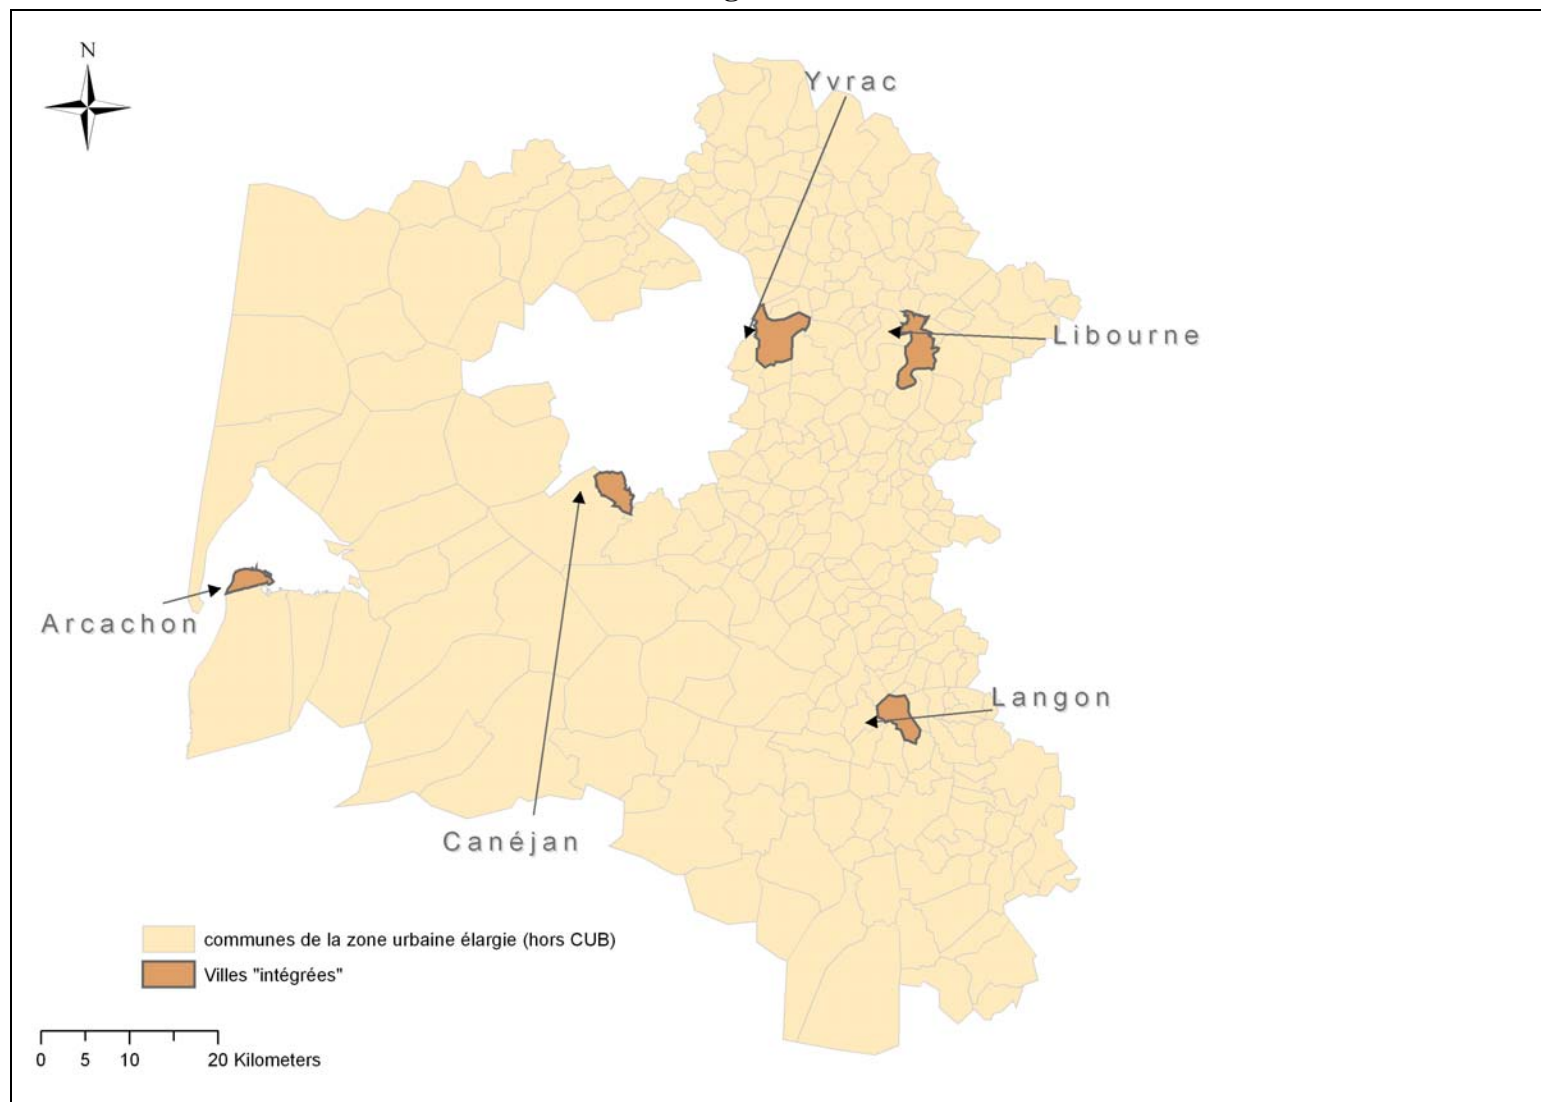 N
Yvrac
Libourne
Arcachon
Langon
Canéjan
communes de la zone urbaine élargie (hors CUB)
Villes "intégrées"
0 5 10 20 Kilometers